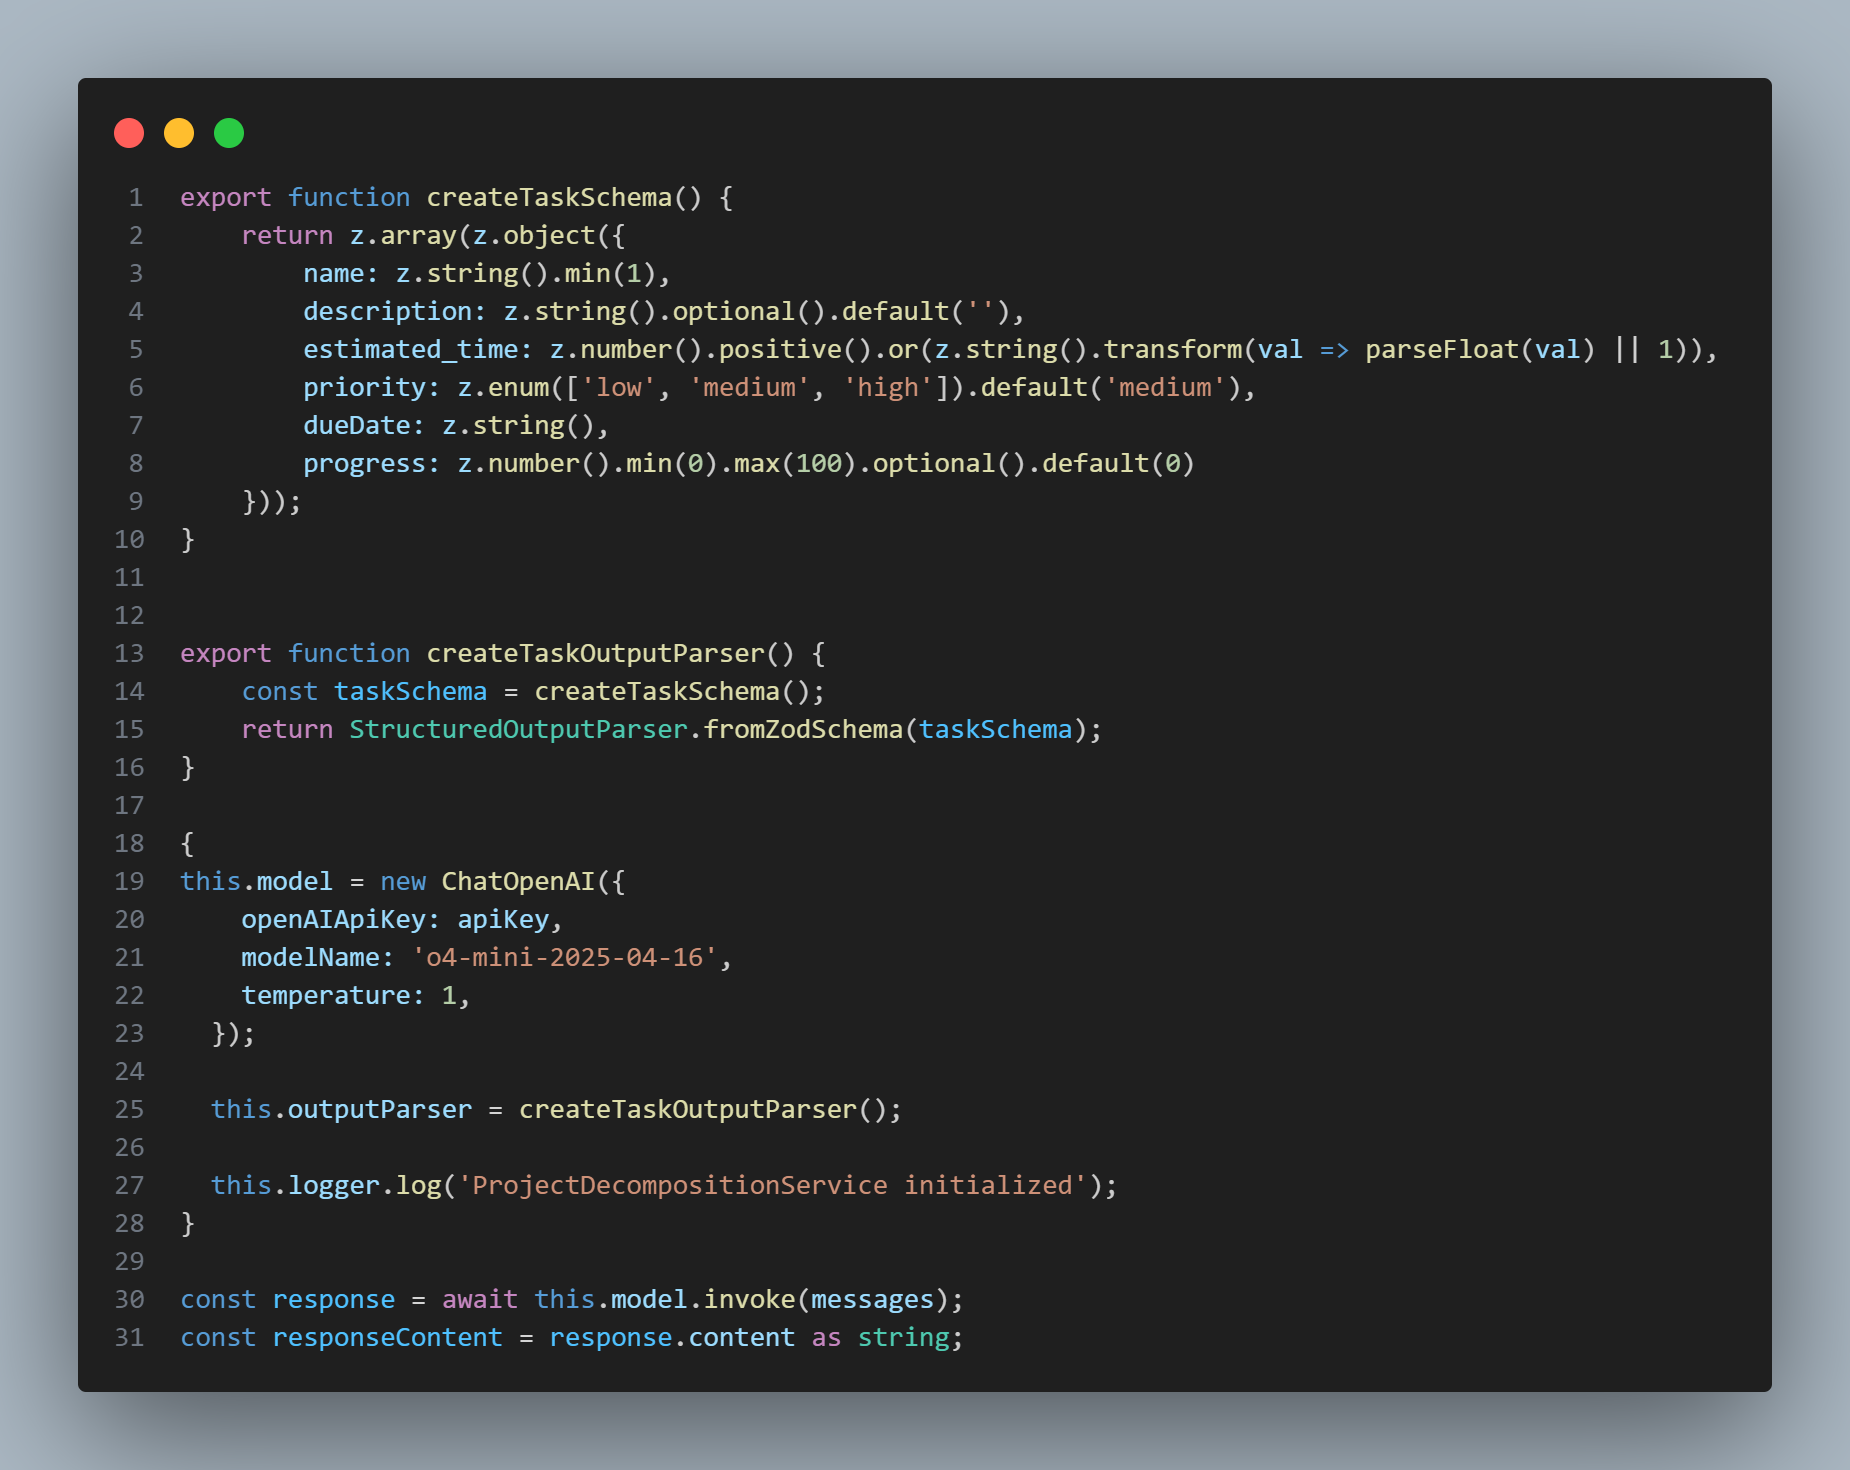 1 export function createTaskSchema() {
2     return z.array(z.object({
3         name: z.string().min(1),
4         description: z.string().optional().default(''),
5         estimated_time: z.number().positive().or(z.string().transform(val => parseFloat(val) || 1)),
6         priority: z.enum(['low', 'medium', 'high']).default('medium'),
7         dueDate: z.string(),
8         progress: z.number().min(0).max(100).optional().default(0)
9     }));
10 }
11
12
13 export function createTaskOutputParser() {
14     const taskSchema = createTaskSchema();
15     return StructuredOutputParser.fromZodSchema(taskSchema);
16 }
17
18 {
19 this.model = new ChatOpenAI({
20     openAIApiKey: apiKey,
21     modelName: 'o4-mini-2025-04-16',
22     temperature: 1,
23   });
24
25   this.outputParser = createTaskOutputParser();
26
27   this.logger.log('ProjectDecompositionService initialized');
28 }
29
30 const response = await this.model.invoke(messages);
31 const responseContent = response.content as string;